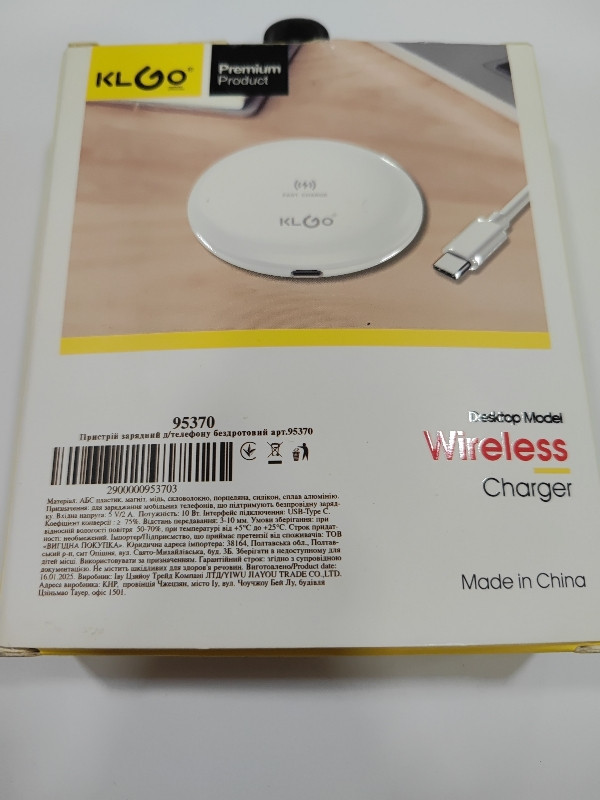 KLGO
Premium
Product
FAST CHARGE
KLGO
95370
Пристрій зарядний д/телефону бездротовий арт.95370
2900000953703
Desktop Model
Wireless
Charger
Made in China
Матеріал. АБС пластик, магніт, мідь, скловолокно, порцеляна, силікон, сплав алюмінію.
Призначення: для заряджання мобільних телефонів, що підтримують бездротову заряд-
ку. Вхідна напруга: 5 V/2 A. Потужність: 10 Вт. Інтерфейс підключення: USB-Type C.
Коефіцієнт конверсії : ≥ 75%. Відстань передавання: 3-10 мм. Умови зберігання: при
відносній вологості повітря 50-70%, при температурі від +5°C до +25°C. Строк придат-
ності: необмежений. Імпортер/Підприємство, що приймає претензії від споживачів: ТОВ
«ВИГІДНА ПОКУПКА». Юридична адреса імпортера: 38164, Полтавська обл., Полтав-
ський р-н, смт Опішня, вул. Свято-Михайлівська, буд. 3Б. Зберігати в недоступному для
дітей місці. Використовувати за призначенням. Гарантійний строк: згідно з супровідною
документацією. Не містить шкідливих для здоров'я речовин. Виготовлено/Product date:
16.01.2025. Виробник: Іву Цзяйоу Трейд Компані ЛТД/YIWU JIAYOU TRADE CO.,LTD.
Адреса виробника: КНР, провінція Чжецзян, місто Іу, вул. Чоучжоу Бей Лу, будівля
Цзіньмао Тауер, офіс 1501.